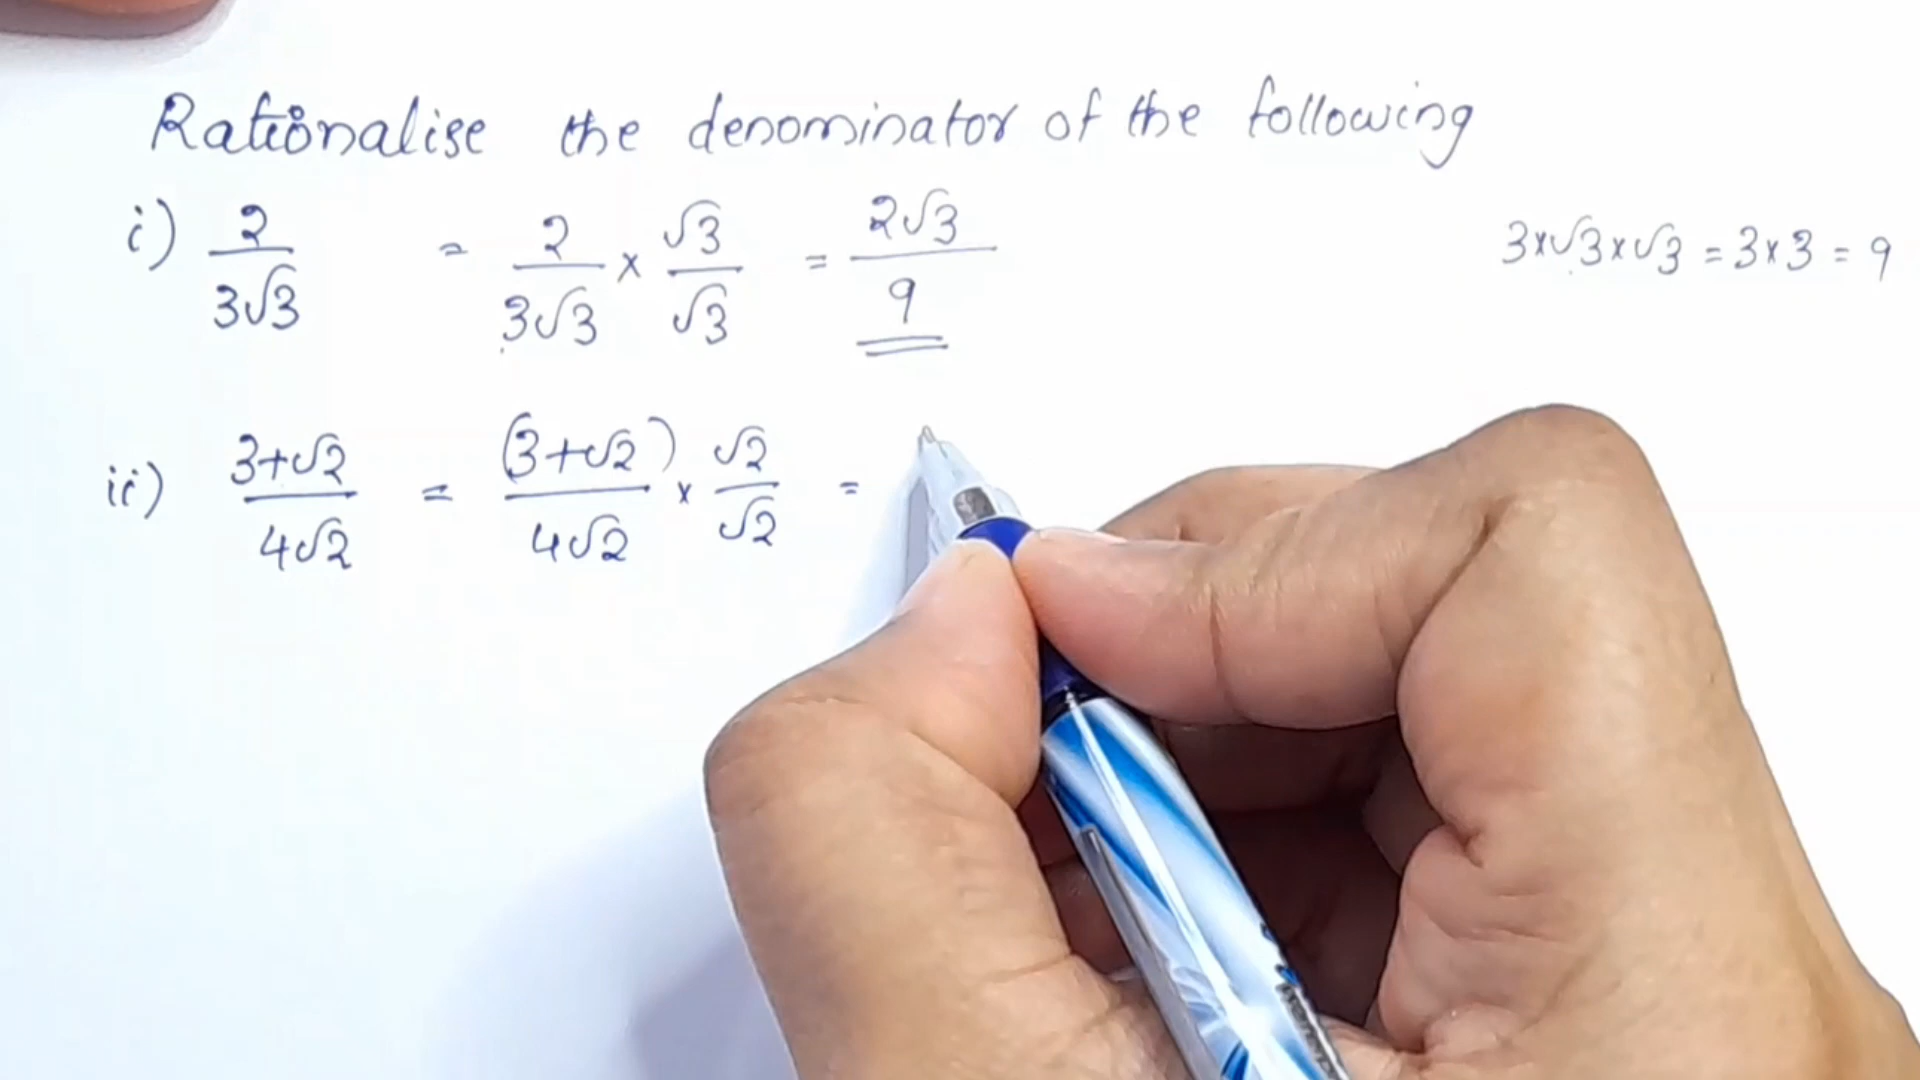 Rationalise the denominator of the following
i) 2/3√3 = 2/3√3 × √3/√3 = 2√3/9
3×√3×√3 = 3×3 = 9
ii) 3+√2/4√2 = (3+√2)/4√2 × √2/√2 =